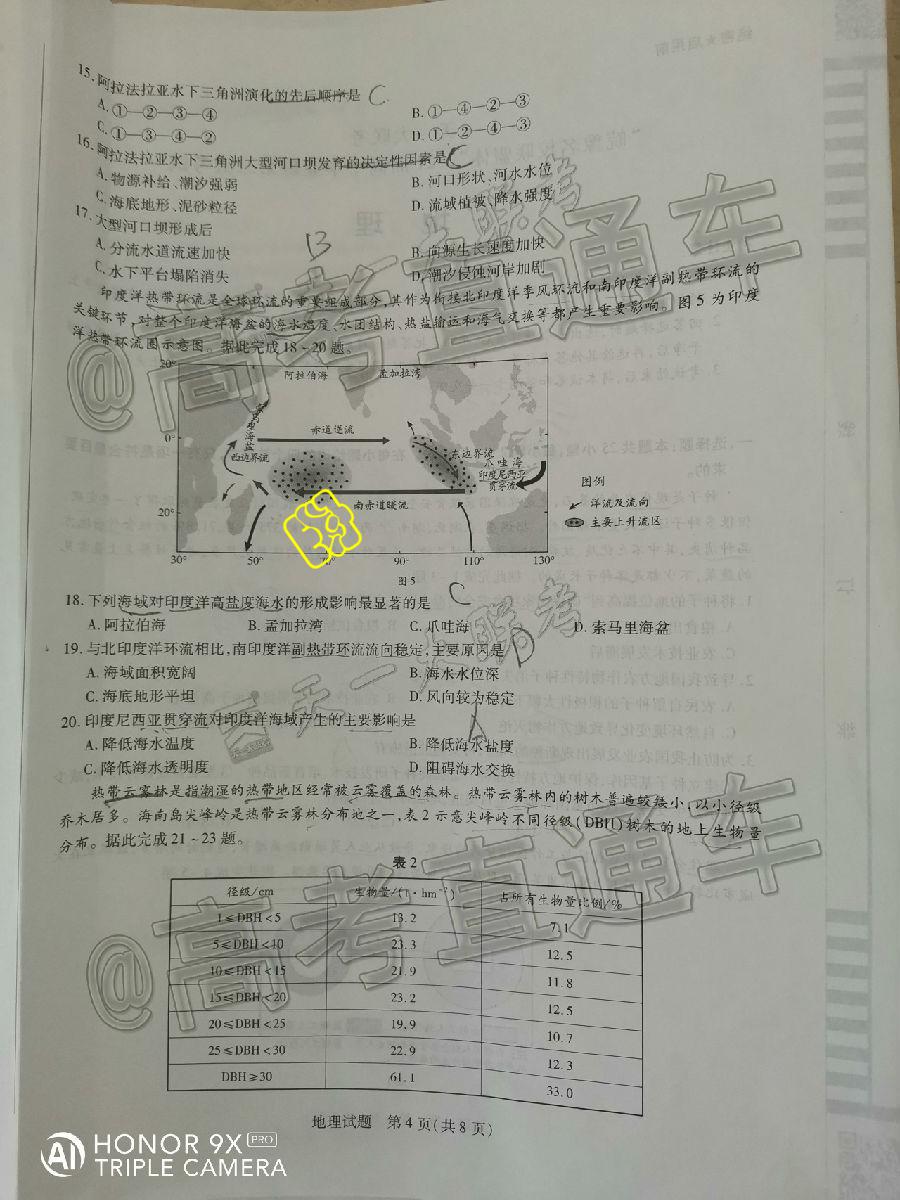 15.阿拉法拉亚水下三角洲演化的先后顺序是 C
A.①—②—③—④
B.①—④—②—③
C.①—③—④—②
D.①—②—④—③
16.阿拉法拉亚水下三角洲大型河口坝发育的决定性因素是 C
A.物源补给、潮汐强弱
B.河口形状、河水水位
C.海底地形、泥砂粒径
D.流域植被、降水强度
17.大型河口坝形成后 B
A.分流水道流速加快
B.向源生长速度加快
C.水下平台塌陷消失
D.潮汐侵蚀河岸加剧
印度洋热带环流是全球环流的重要组成部分,其作为衔接北印度洋季风环流和南印度洋副热带环流的
关键环节,对整个印度洋海盆的海水温度、水团结构、热盐输运和海气交换等都产生重要影响。图5为印度
洋热带环流圈示意图。据此完成18~20题。
20°
阿拉伯海
孟加拉湾
索马里海盆
赤道逆流
0°
西边界流
东边界流
爪哇海
印度尼西亚
贯穿流
南赤道暖流
20°
30°
50°
70°
90°
110°
130°
图例
洋流及流向
主要上升流区
图5
18.下列海域对印度洋高盐度海水的形成影响最显著的是 C
A.阿拉伯海
B.孟加拉湾
C.爪哇海
D.索马里海盆
19.与北印度洋环流相比,南印度洋副热带环流流向稳定,主要原因是 D
A.海域面积宽阔
B.海水水位深
C.海底地形平坦
D.风向较为稳定
20.印度尼西亚贯穿流对印度洋海域产生的主要影响是 A
A.降低海水温度
B.降低海水盐度
C.降低海水透明度
D.阻碍海水交换
热带云雾林是指潮湿的热带地区经常被云雾覆盖的森林。热带云雾林内的树木普遍较矮小,以小径级
乔木居多。海南岛尖峰岭是热带云雾林分布地之一,表2示意尖峰岭不同径级(DBH)树木的地上生物量
分布。据此完成21~23题。
表2
径级/cm 生物量/(t·hm⁻²) 占所有生物量比例/%
1≤DBH<5 13.2 7.1
5≤DBH<10 23.3 12.5
10≤DBH<15 21.9 11.8
15≤DBH<20 23.2 12.5
20≤DBH<25 19.9 10.7
25≤DBH<30 22.9 12.3
DBH≥30 61.1 33.0
地理试题 第4页(共8页)
@高考直通车
天一大联考
@高考直通车
HONOR 9X PRO
AI TRIPLE CAMERA